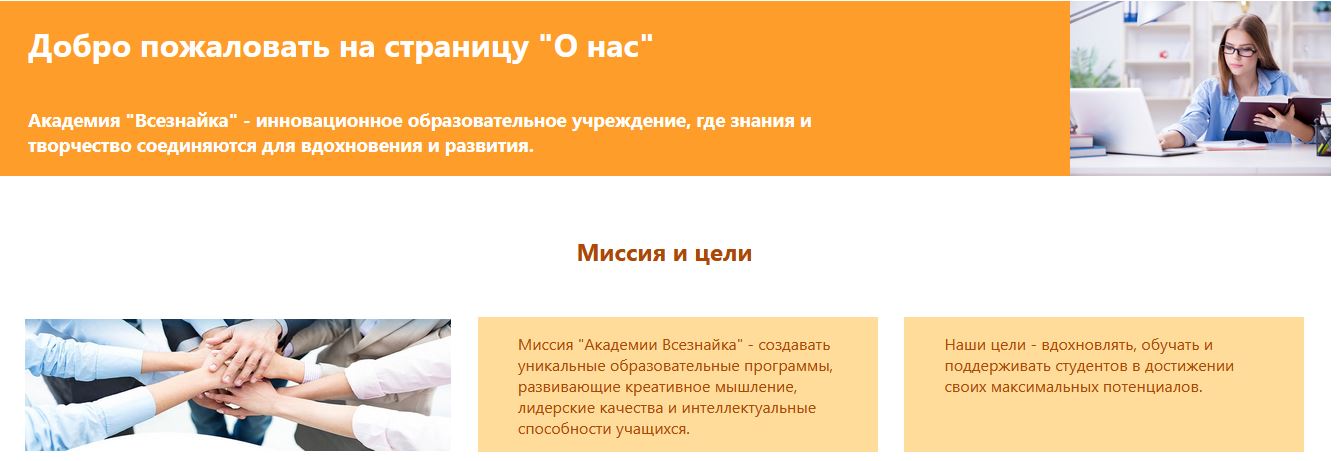 Добро пожаловать на страницу "О нас"
Академия "Всезнайка" - инновационное образовательное учреждение, где знания и
творчество соединяются для вдохновения и развития.
Миссия и цели
Миссия "Академии Всезнайка" - создавать
уникальные образовательные программы,
развивающие креативное мышление,
лидерские качества и интеллектуальные
способности учащихся.
Наши цели - вдохновлять, обучать и
поддерживать студентов в достижении
своих максимальных потенциалов.